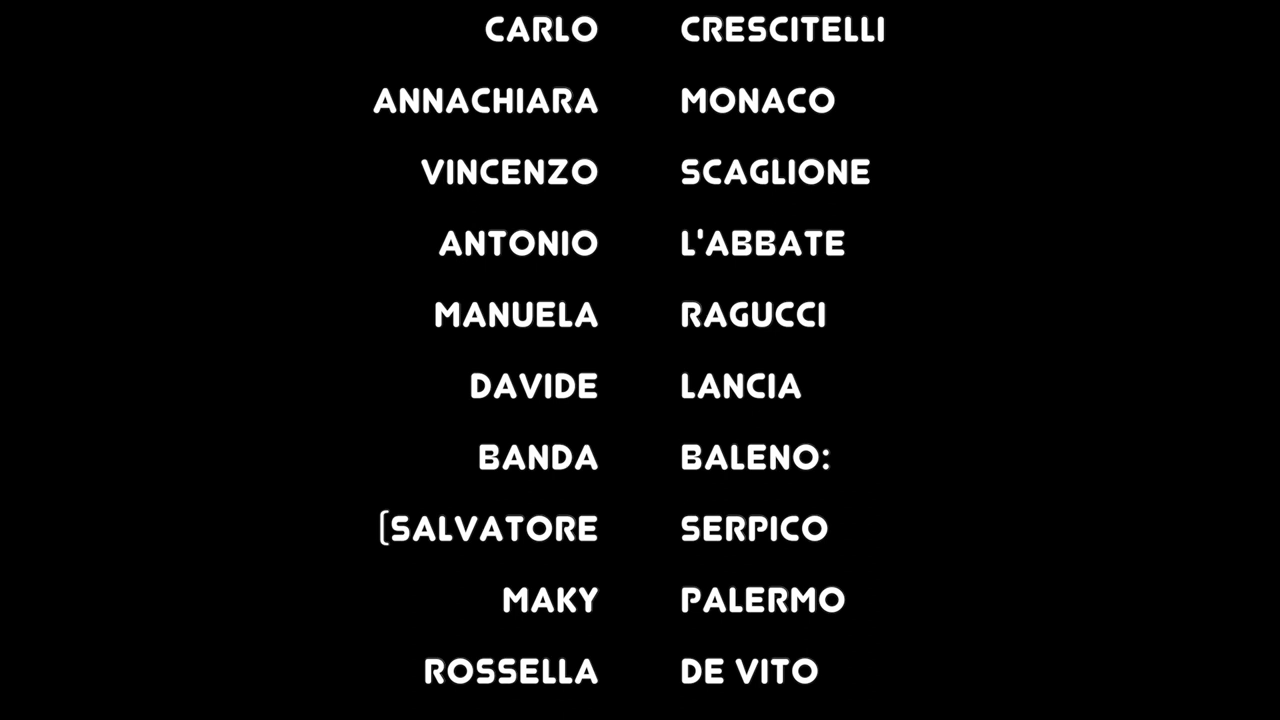 CARLO CRESCITELLI
ANNACHIARA MONACO
VINCENZO SCAGLIONE
ANTONIO L'ABBATE
MANUELA RAGUCCI
DAVIDE LANCIA
BANDA BALENO:
(SALVATORE SERPICO
MAKY PALERMO
ROSSELLA DE VITO